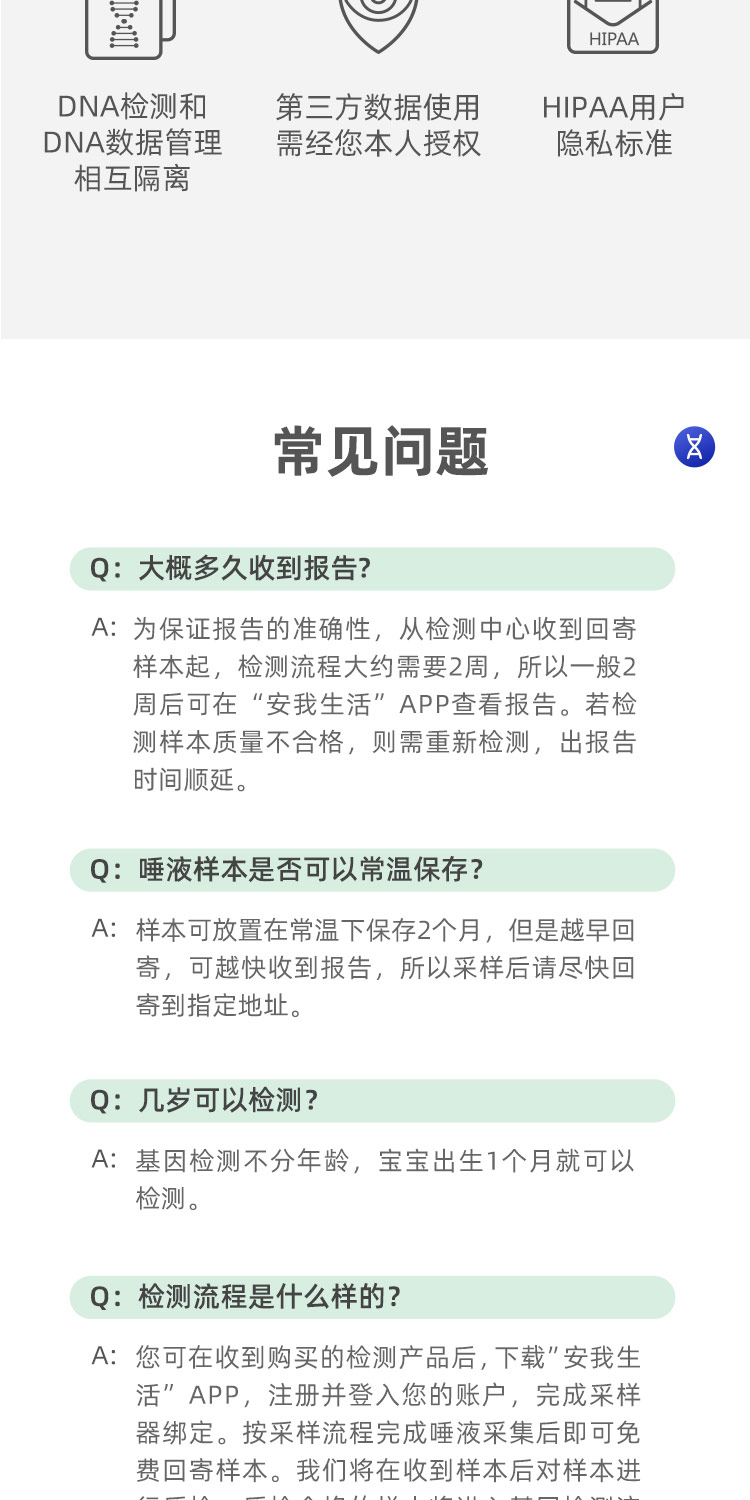 HIPAA
DNA检测和
DNA数据管理
相互隔离
第三方数据使用
需经您本人授权
HIPAA用户
隐私标准
常见问题
Q：大概多久收到报告?
A：为保证报告的准确性，从检测中心收到回寄
样本起，检测流程大约需要2周，所以一般2
周后可在“安我生活”APP查看报告。若检
测样本质量不合格，则需重新检测，出报告
时间顺延。
Q：唾液样本是否可以常温保存?
A：样本可放置在常温下保存2个月，但是越早回
寄，可越快收到报告，所以采样后请尽快回
寄到指定地址。
Q：几岁可以检测?
A：基因检测不分年龄，宝宝出生1个月就可以
检测。
Q：检测流程是什么样的?
A：您可在收到购买的检测产品后,下载”安我生
活” APP，注册并登入您的账户，完成采样
器绑定。按采样流程完成唾液采集后即可免
费回寄样本。我们将在收到样本后对样本进